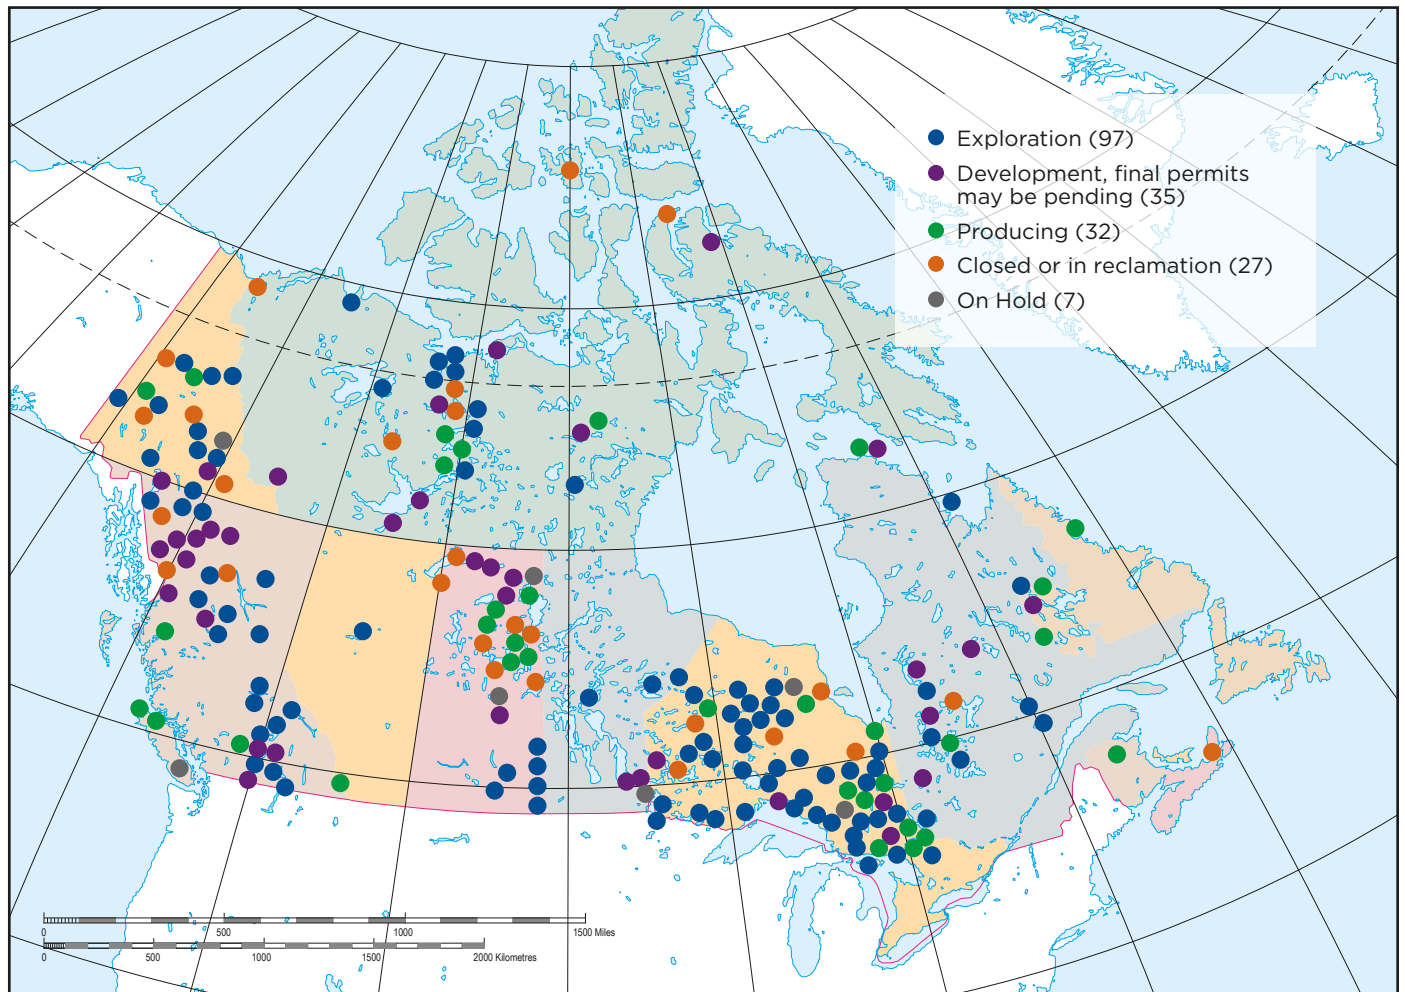 Exploration (97)
Development, final permits
may be pending (35)
Producing (32)
Closed or in reclamation (27)
On Hold (7)
0 500 1000 1500 Miles
0 500 1000 1500 2000 Kilometres